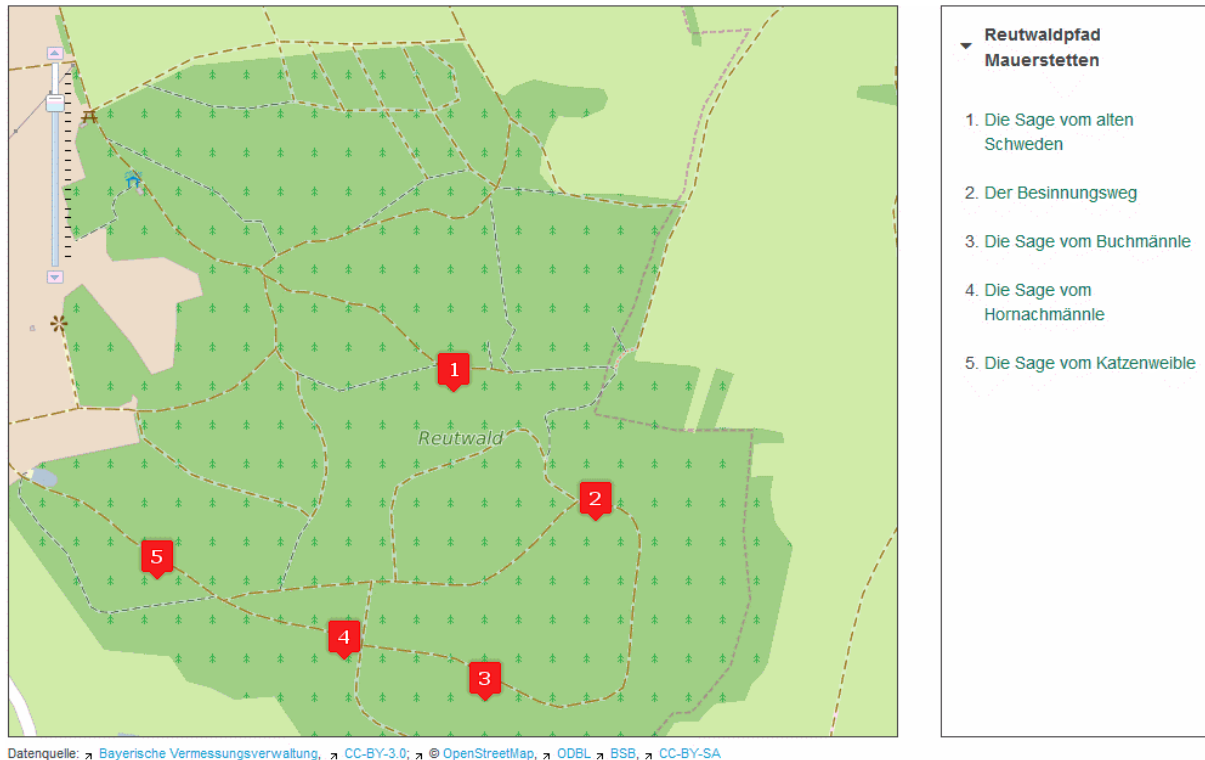 Reutwaldpfad
Mauerstetten
1. Die Sage vom alten
Schweden
2. Der Besinnungsweg
3. Die Sage vom Buchmännle
4. Die Sage vom
Hornachmännle
5. Die Sage vom Katzenweible
1
Reutwald
2
5
4
3
Datenquelle: Bayerische Vermessungsverwaltung, CC-BY-3.0; © OpenStreetMap, ODBL BSB, CC-BY-SA